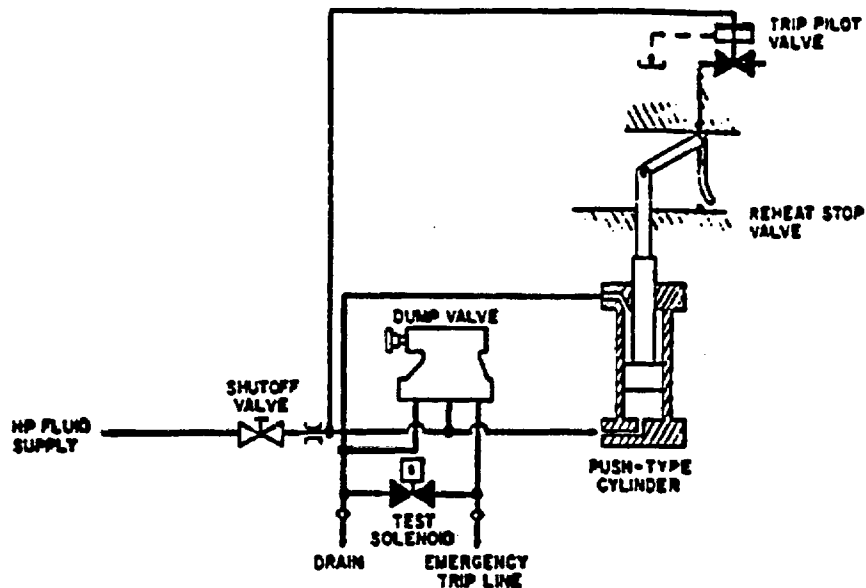 TRIP PILOT
VALVE
REHEAT STOP
VALVE
DUMP VALVE
SHUTOFF
VALVE
HP FLUID
SUPPLY
PUSH-TYPE
CYLINDER
S
TEST
SOLENOID
DRAIN
EMERGENCY
TRIP LINE